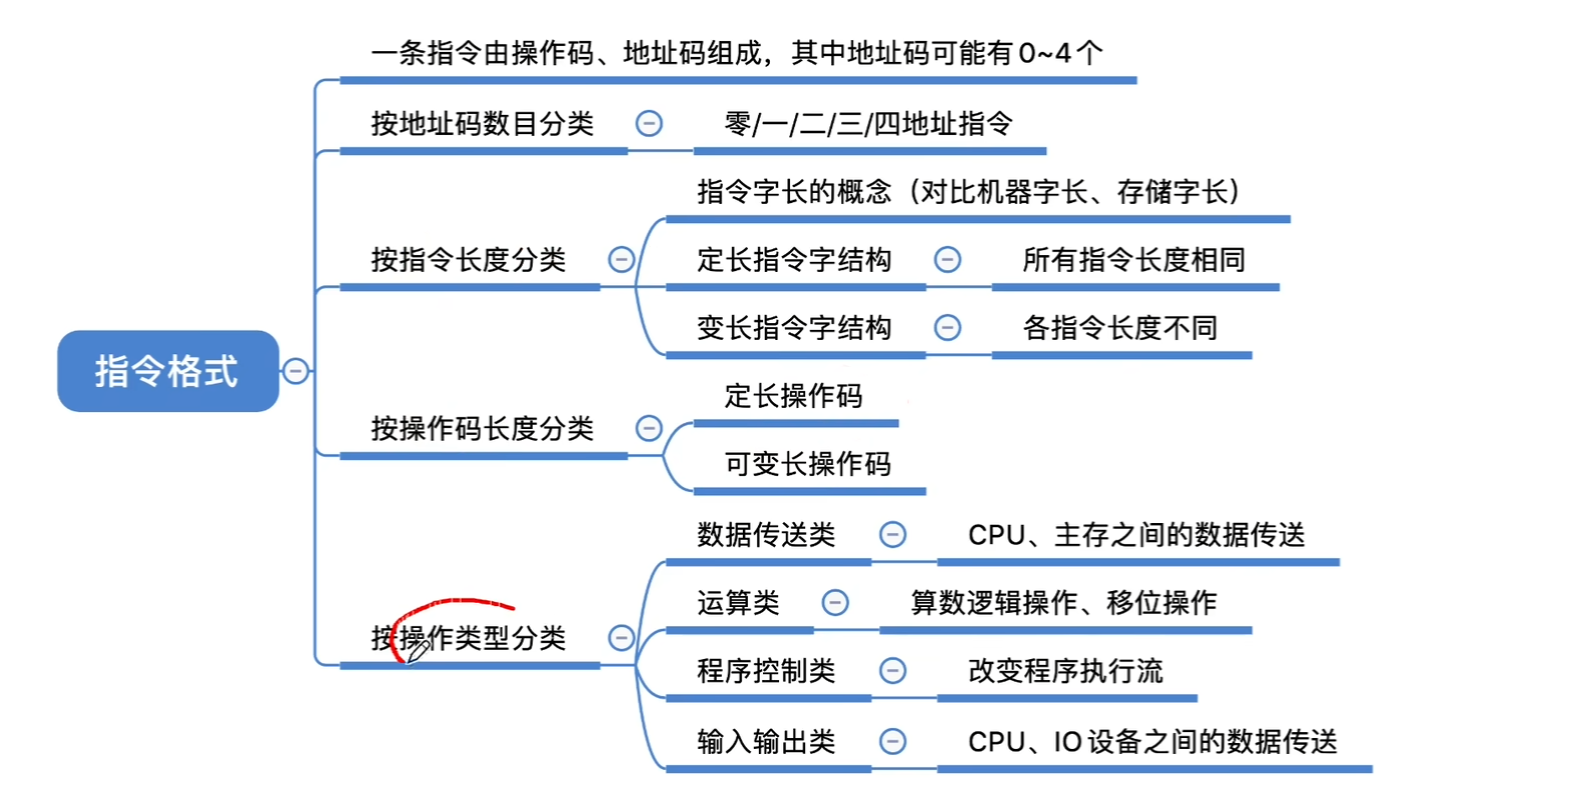 一条指令由操作码、地址码组成，其中地址码可能有0~4个
按地址码数目分类
零/一/二/三/四地址指令
指令字长的概念（对比机器字长、存储字长）
按指令长度分类
定长指令字结构
所有指令长度相同
变长指令字结构
各指令长度不同
指令格式
定长操作码
按操作码长度分类
可变长操作码
数据传送类
CPU、主存之间的数据传送
运算类
算数逻辑操作、移位操作
按操作类型分类
程序控制类
改变程序执行流
输入输出类
CPU、IO设备之间的数据传送